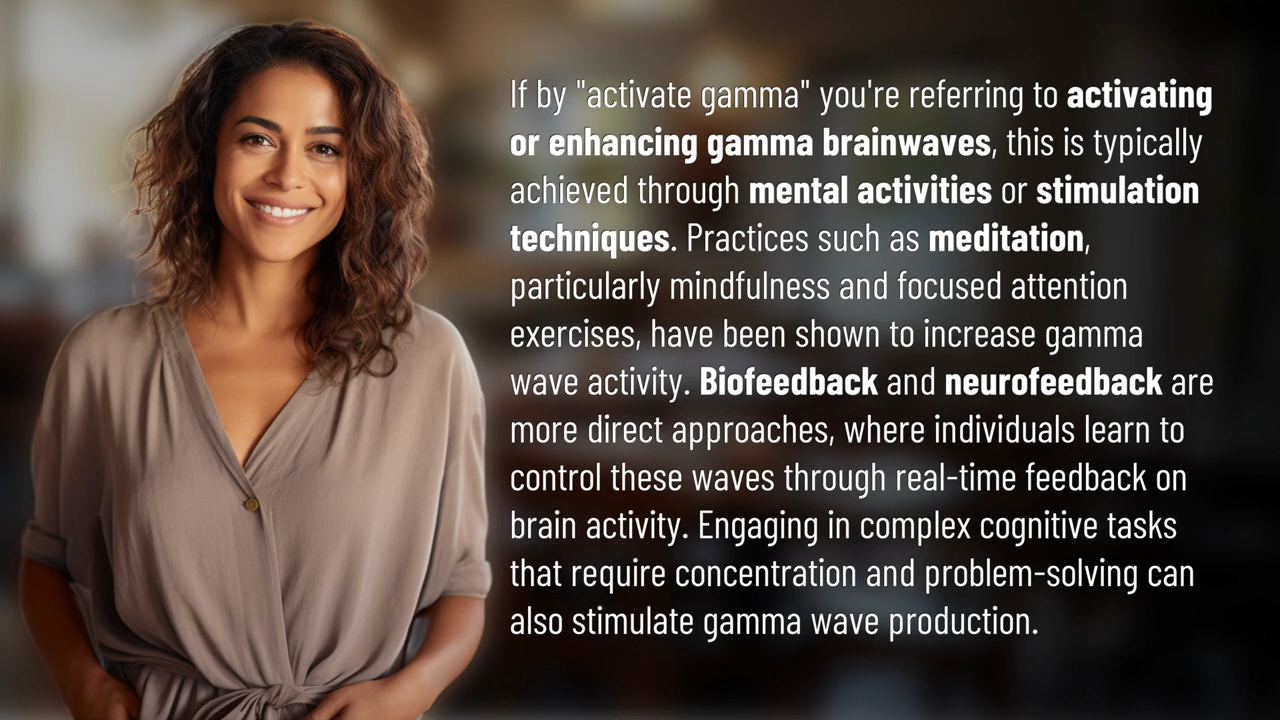 If by "activate gamma" you're referring to activating
or enhancing gamma brainwaves, this is typically
achieved through mental activities or stimulation
techniques. Practices such as meditation,
particularly mindfulness and focused attention
exercises, have been shown to increase gamma
wave activity. Biofeedback and neurofeedback are
more direct approaches, where individuals learn to
control these waves through real-time feedback on
brain activity. Engaging in complex cognitive tasks
that require concentration and problem-solving can
also stimulate gamma wave production.